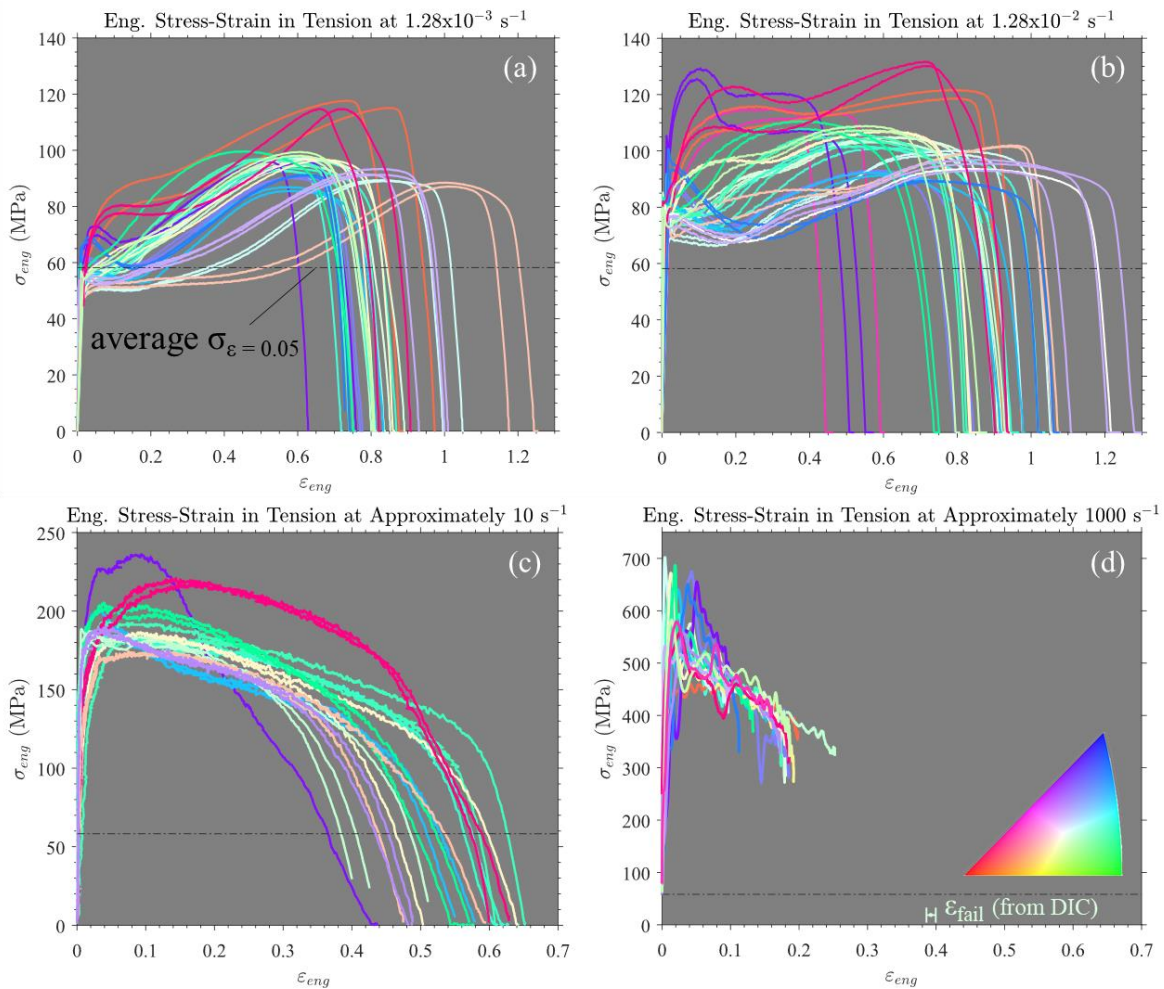 Eng. Stress-Strain in Tension at 1.28x10⁻³ s⁻¹
(a)
σeng (MPa)
140
120
100
80
60
40
20
0
average σε = 0.05
0 0.2 0.4 0.6 0.8 1 1.2
εeng
Eng. Stress-Strain in Tension at 1.28x10⁻² s⁻¹
(b)
σeng (MPa)
140
120
100
80
60
40
20
0
0 0.2 0.4 0.6 0.8 1 1.2
εeng
Eng. Stress-Strain in Tension at Approximately 10 s⁻¹
(c)
σeng (MPa)
250
200
150
100
50
0
0 0.1 0.2 0.3 0.4 0.5 0.6 0.7
εeng
Eng. Stress-Strain in Tension at Approximately 1000 s⁻¹
(d)
σeng (MPa)
700
600
500
400
300
200
100
0
εfail (from DIC)
0 0.1 0.2 0.3 0.4 0.5 0.6 0.7
εeng